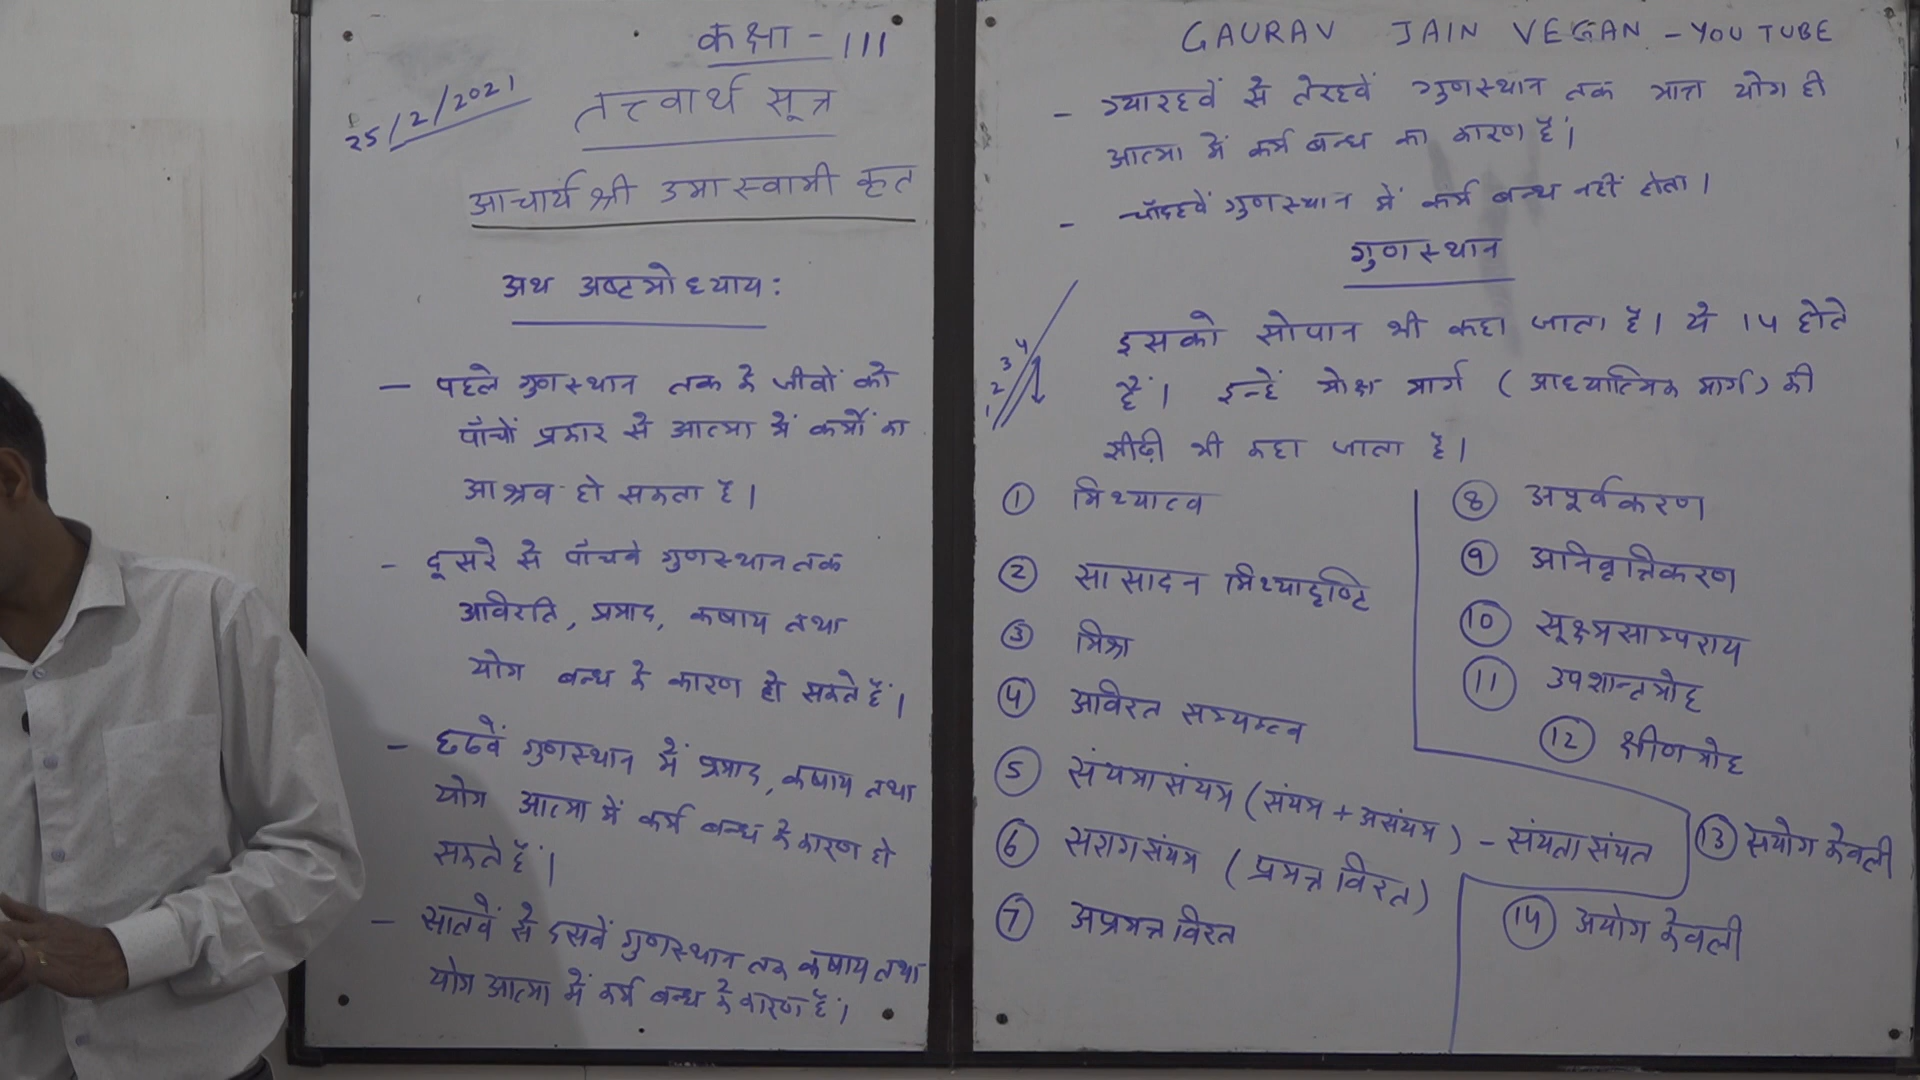 कक्षा - 111
25/2/2021
तत्त्वार्थ सूत्र
आचार्य श्री उमास्वामी कृत
अथ अष्टमोध्याय:
- पहले गुणस्थान तक के जीवों को
पाँचों प्रकार से आत्मा में कर्मों का
आश्रव हो सकता है।
- दूसरे से पाँचवे गुणस्थान तक
अविरति, प्रमाद, कषाय तथा
योग बन्ध के कारण हो सकते हैं।
- छठवें गुणस्थान में प्रमाद, कषाय तथा
योग आत्मा में कर्म बन्ध के कारण हो
सकते हैं।
- सातवें से दसवें गुणस्थान तक कषाय तथा
योग आत्मा में कर्म बन्ध के कारण हैं।
GAURAV JAIN VEGAN - YOUTUBE
- ग्यारहवें से तेरहवें गुणस्थान तक मात्र योग ही
आत्मा में कर्म बन्ध का कारण है।
- चौदहवें गुणस्थान में कर्म बन्ध नहीं होता।
गुणस्थान
1 2 3 4
इसको सोपान भी कहा जाता है। ये 14 होते
हैं। इन्हें मोक्ष मार्ग (आध्यात्मिक मार्ग) की
सीढ़ी भी कहा जाता है।
① मिथ्यात्व
② सासादन मिथ्यादृष्टि
③ मिश्र
④ अविरत सम्यक्त्व
⑤ संयमासंयम (संयम + असंयम) - संयतासंयत
⑥ सरागसंयम (प्रमत्त विरत)
⑦ अप्रमत्त विरत
⑧ अपूर्वकरण
⑨ अनिवृत्तिकरण
⑩ सूक्ष्मसाम्पराय
⑪ उपशान्तमोह
⑫ क्षीणमोह
⑬ सयोग केवली
⑭ अयोग केवली